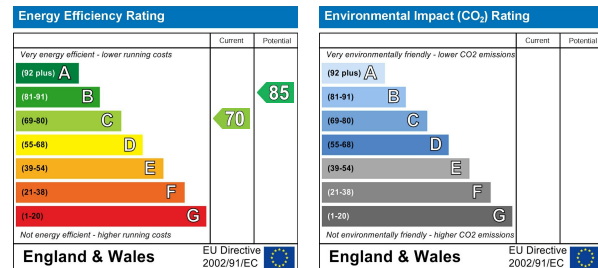 Energy Efficiency Rating
Current Potential
Very energy efficient - lower running costs
(92 plus) A
(81-91) B
(69-80) C
(55-68) D
(39-54) E
(21-38) F
(1-20) G
85
70
Not energy efficient - higher running costs
England & Wales
EU Directive
2002/91/EC
Environmental Impact (CO₂) Rating
Current Potential
Very environmentally friendly - lower CO2 emissions
(92 plus) A
(81-91) B
(69-80) C
(55-68) D
(39-54) E
(21-38) F
(1-20) G
Not environmentally friendly - higher CO2 emissions
England & Wales
EU Directive
2002/91/EC